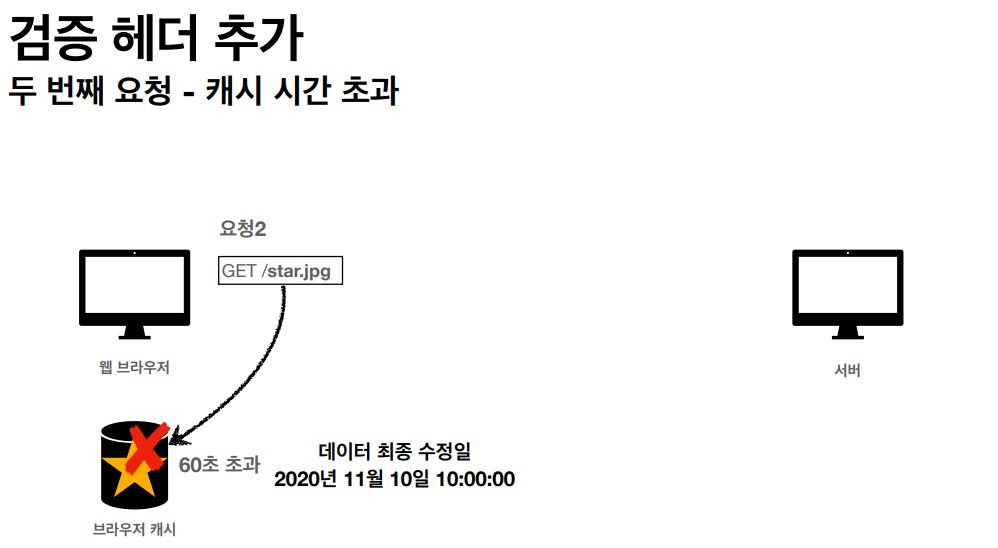 검증 헤더 추가
두 번째 요청 - 캐시 시간 초과
요청2
GET /star.jpg
웹 브라우저
서버
60초 초과
데이터 최종 수정일
2020년 11월 10일 10:00:00
브라우저 캐시